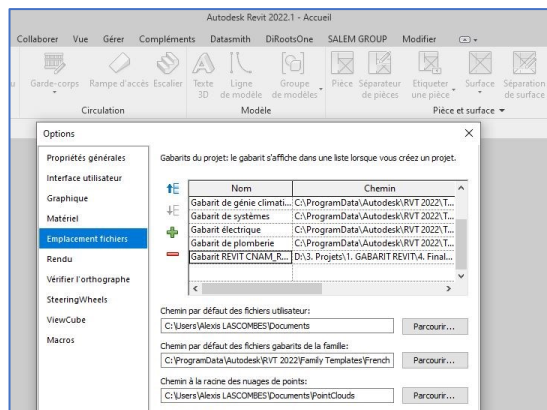 Autodesk Revit 2022.1 - Accueil
Collaborer Vue Gérer Compléments Datasmith DiRootsOne SALEM GROUP Modifier
Garde-corps Rampe d'accès Escalier Texte 3D Ligne de modèle Groupe de modèles Pièce Séparateur de pièces Etiqueter une pièce Surface Séparation de surface
Circulation Modèle Pièce et surface
Options
Propriétés générales
Interface utilisateur
Graphique
Matériel
Emplacement fichiers
Rendu
Vérifier l'orthographe
SteeringWheels
ViewCube
Macros
Gabarits du projet: le gabarit s'affiche dans une liste lorsque vous créez un projet.
Nom Chemin
Gabarit de génie climati... C:\ProgramData\Autodesk\RVT 2022\T...
Gabarit de systèmes C:\ProgramData\Autodesk\RVT 2022\T...
Gabarit électrique C:\ProgramData\Autodesk\RVT 2022\T...
Gabarit de plomberie C:\ProgramData\Autodesk\RVT 2022\T...
Gabarit REVIT CNAM_R... D:\3. Projets\1. GABARIT REVIT\4. Final...
Chemin par défaut des fichiers utilisateur:
C:\Users\Alexis LASCOMBES\Documents Parcourir...
Chemin par défaut des fichiers gabarits de la famille:
C:\ProgramData\Autodesk\RVT 2022\Family Templates\French Parcourir...
Chemin à la racine des nuages de points:
C:\Users\Alexis LASCOMBES\Documents\PointClouds Parcourir...